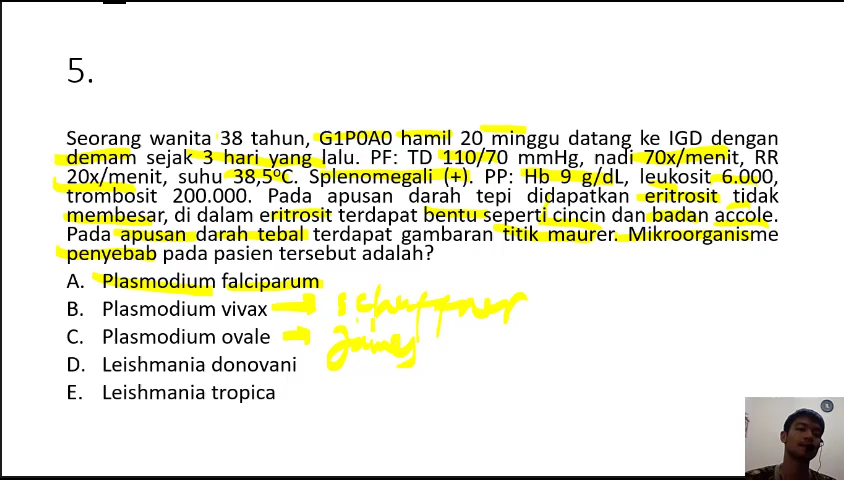 5.
Seorang wanita 38 tahun, G1P0A0 hamil 20 minggu datang ke IGD dengan
demam sejak 3 hari yang lalu. PF: TD 110/70 mmHg, nadi 70x/menit, RR
20x/menit, suhu 38,5°C. Splenomegali (+). PP: Hb 9 g/dL, leukosit 6.000,
trombosit 200.000. Pada apusan darah tepi didapatkan eritrosit tidak
membesar, di dalam eritrosit terdapat bentu seperti cincin dan badan accole.
Pada apusan darah tebal terdapat gambaran titik maurer. Mikroorganisme
penyebab pada pasien tersebut adalah?
A. Plasmodium falciparum
B. Plasmodium vivax → schuffner
C. Plasmodium ovale → James
D. Leishmania donovani
E. Leishmania tropica